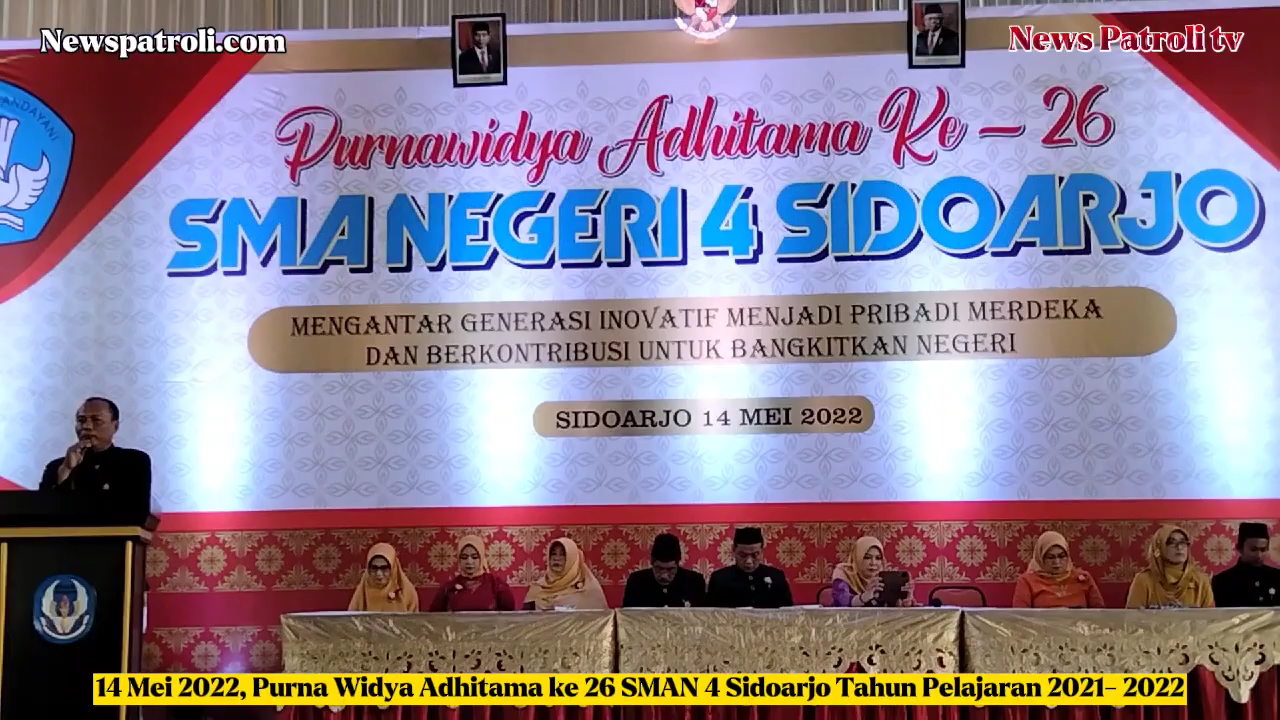 Newspatroli.com
News Patroli tv
ANDAYANI
Purnawidya Adhitama Ke – 26
SMA NEGERI 4 SIDOARJO
MENGANTAR GENERASI INOVATIF MENJADI PRIBADI MERDEKA
DAN BERKONTRIBUSI UNTUK BANGKITKAN NEGERI
SIDOARJO 14 MEI 2022
14 Mei 2022, Purna Widya Adhitama ke 26 SMAN 4 Sidoarjo Tahun Pelajaran 2021- 2022